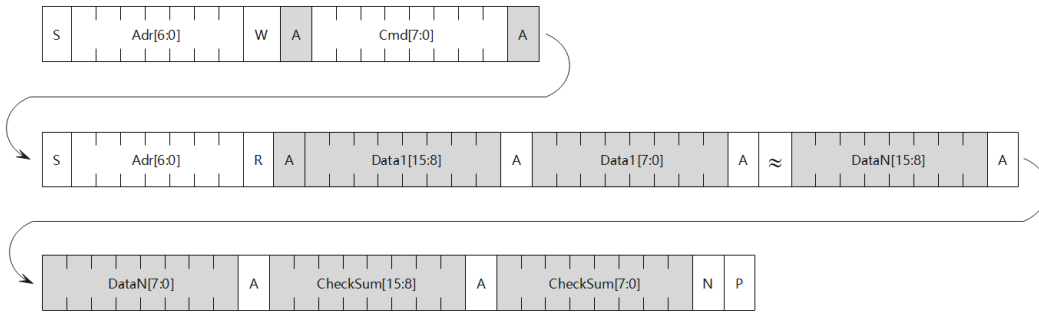 S Adr[6:0] W A Cmd[7:0] A
S Adr[6:0] R A Data1[15:8] A Data1[7:0] A ≈ DataN[15:8] A
DataN[7:0] A CheckSum[15:8] A CheckSum[7:0] N P